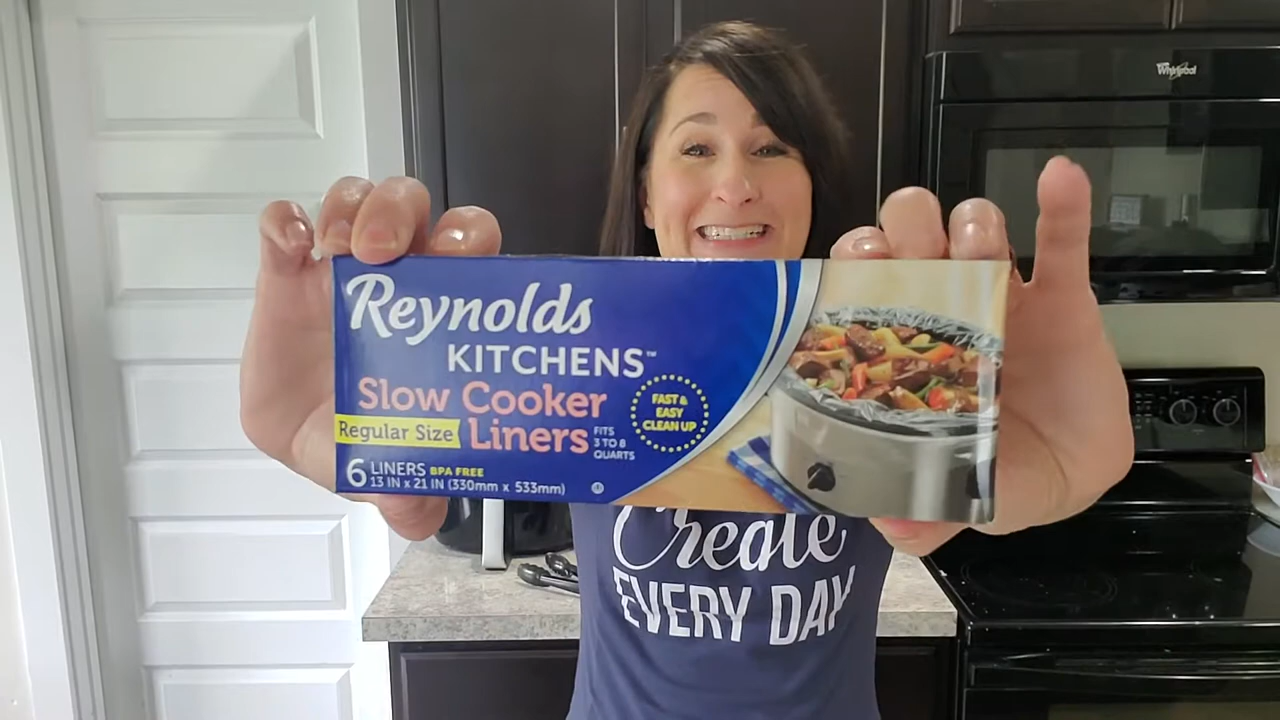 Whirlpool
Reynolds
KITCHENS™
Slow Cooker
Regular Size Liners
FITS
3 TO 8
QUARTS
FAST &
EASY
CLEAN UP
6 LINERS BPA FREE
13 IN x 21 IN (330mm x 533mm)
Create
EVERY DAY